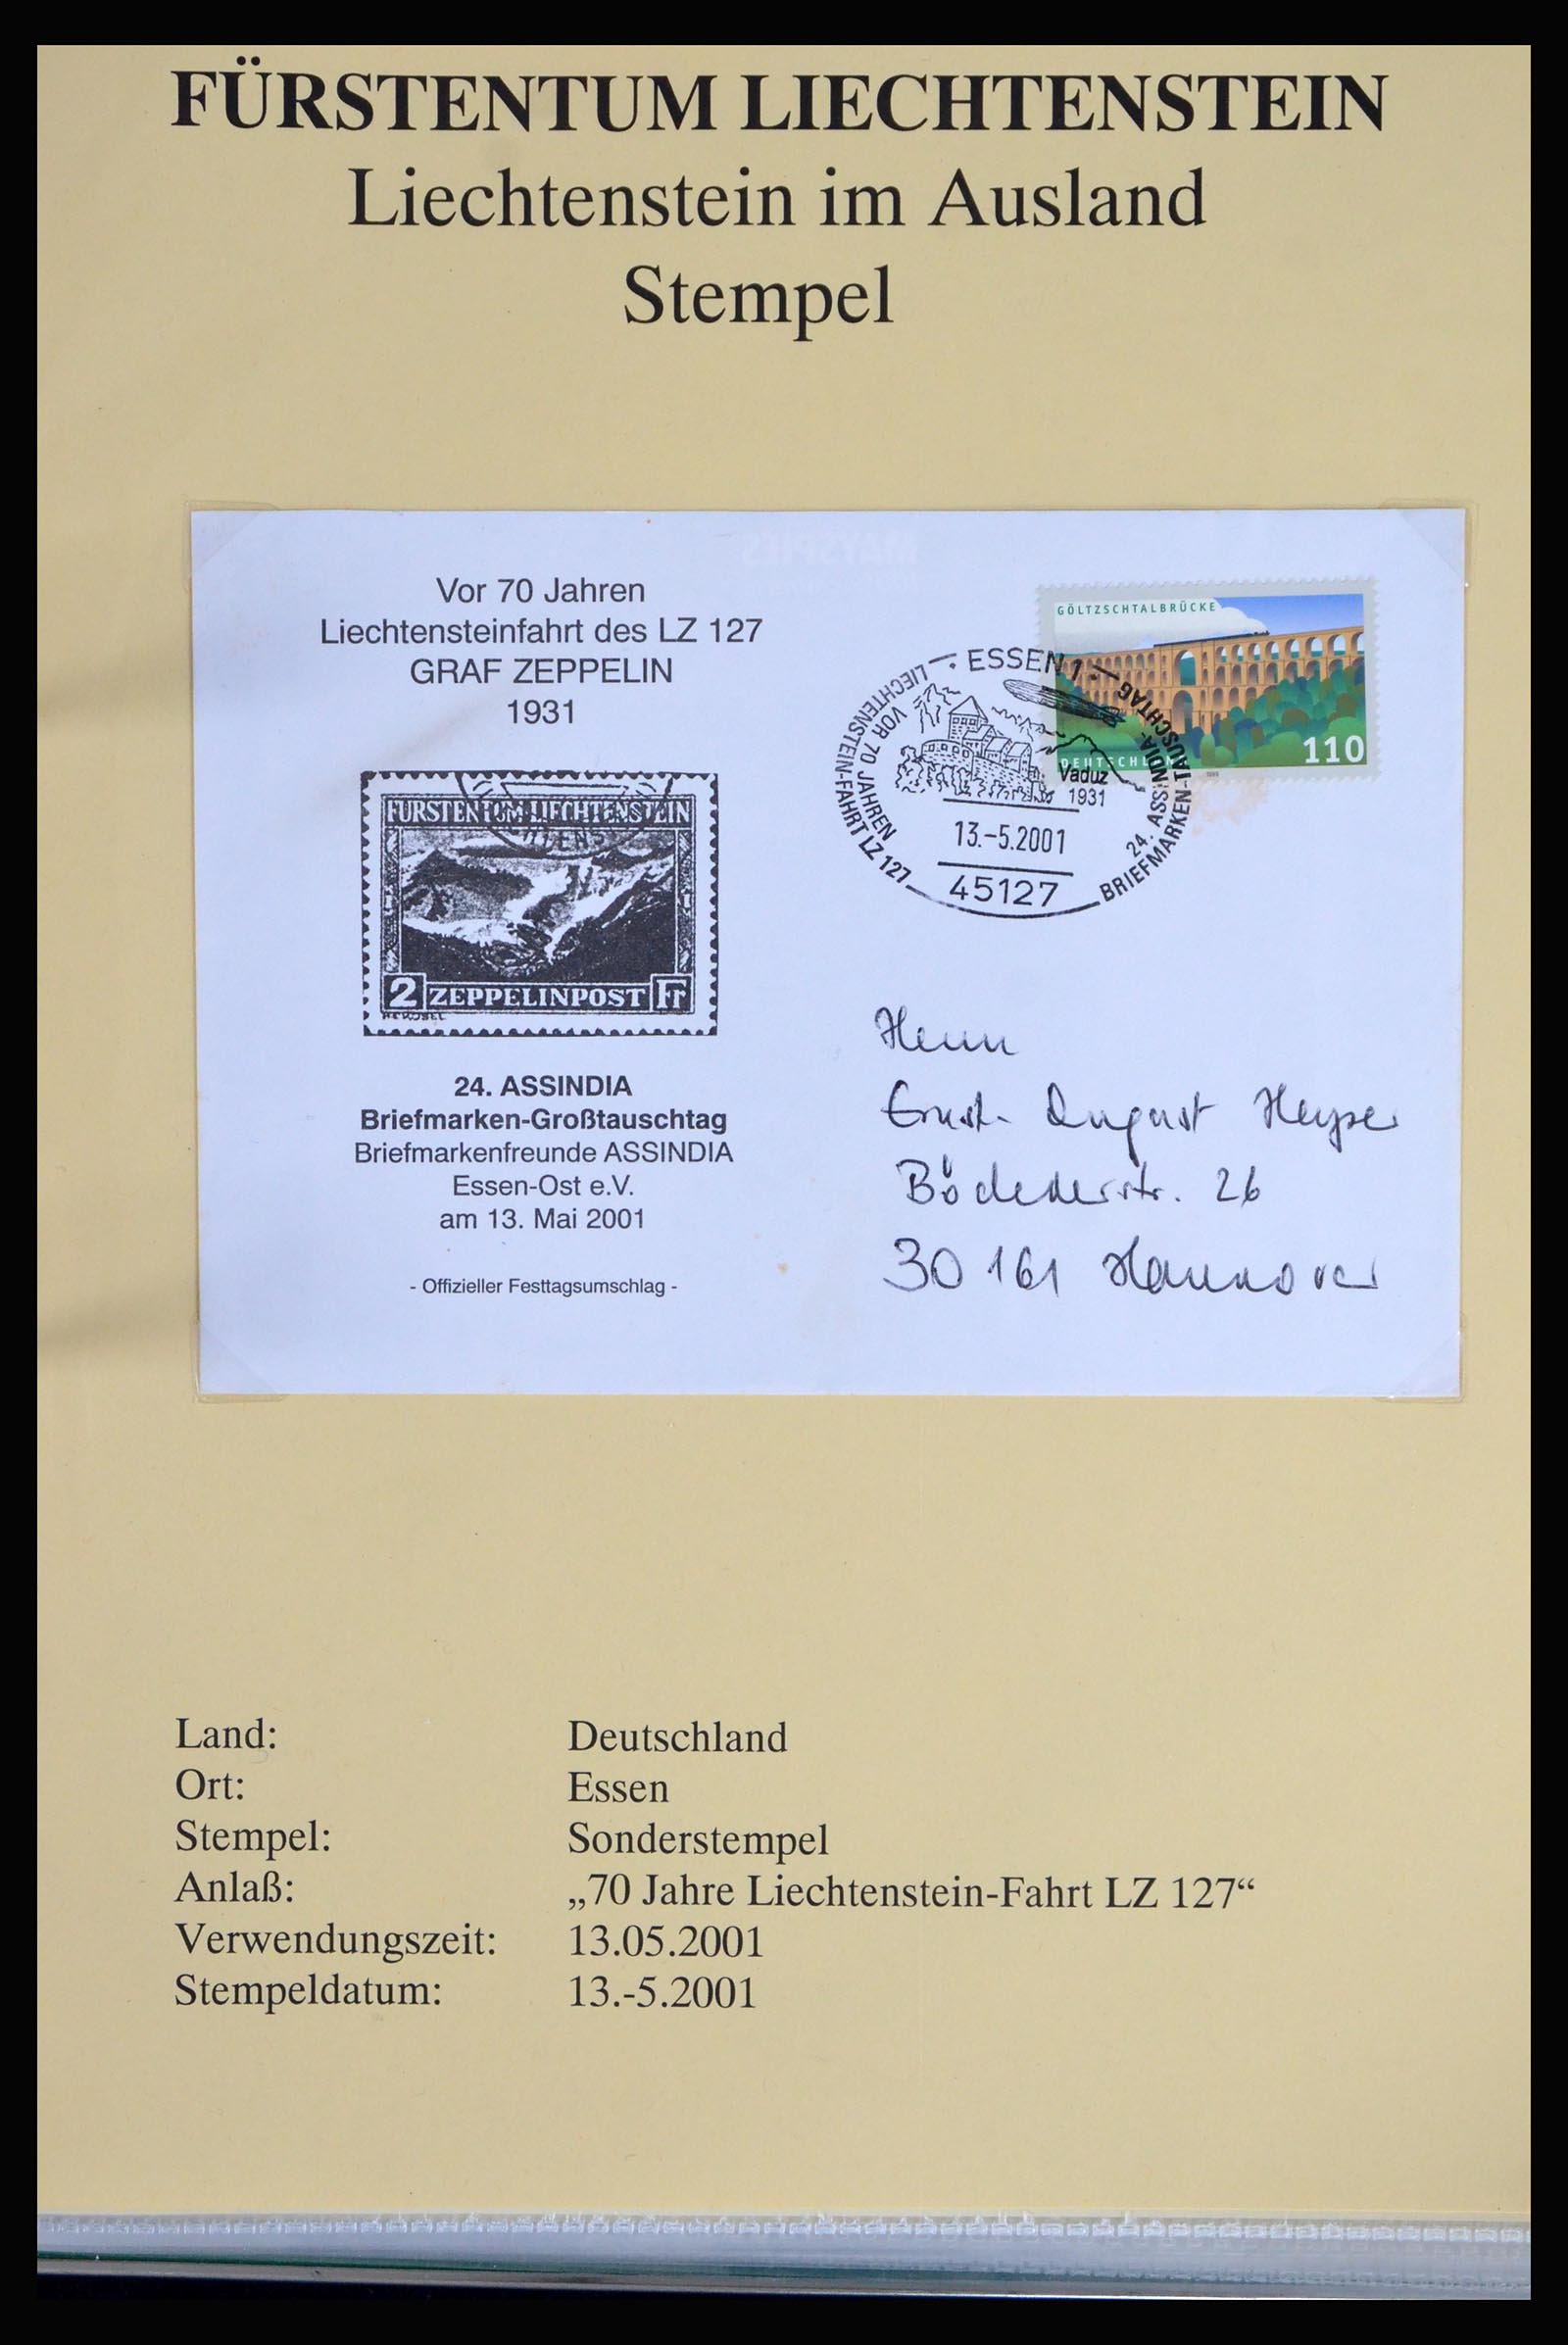 FÜRSTENTUM LIECHTENSTEIN
Liechtenstein im Ausland
Stempel
Vor 70 Jahren
Liechtensteinfahrt des LZ 127
GRAF ZEPPELIN
1931
FÜRSTENTUM LIECHTENSTEIN
2 ZEPPELINPOST Fr
24. ASSINDIA
Briefmarken-Großtauschtag
Briefmarkenfreunde ASSINDIA
Essen-Ost e.V.
am 13. Mai 2001
- Offizieller Festtagsumschlag -
GÖLTZSCHTALBRÜCKE
DEUTSCHLAND
110
ESSEN 1
VOR 70 JAHREN
LIECHTENSTEIN-FAHRT LZ 127
24. ASSINDIA-
BRIEFMARKEN-TAUSCHTAG
Vaduz
1931
13.-5.2001
45127
Herrn
Ernst-August Heyse
Bödekerstr. 26
30161 Hannover
Land: Deutschland
Ort: Essen
Stempel: Sonderstempel
Anlaß: „70 Jahre Liechtenstein-Fahrt LZ 127“
Verwendungszeit: 13.05.2001
Stempeldatum: 13.-5.2001